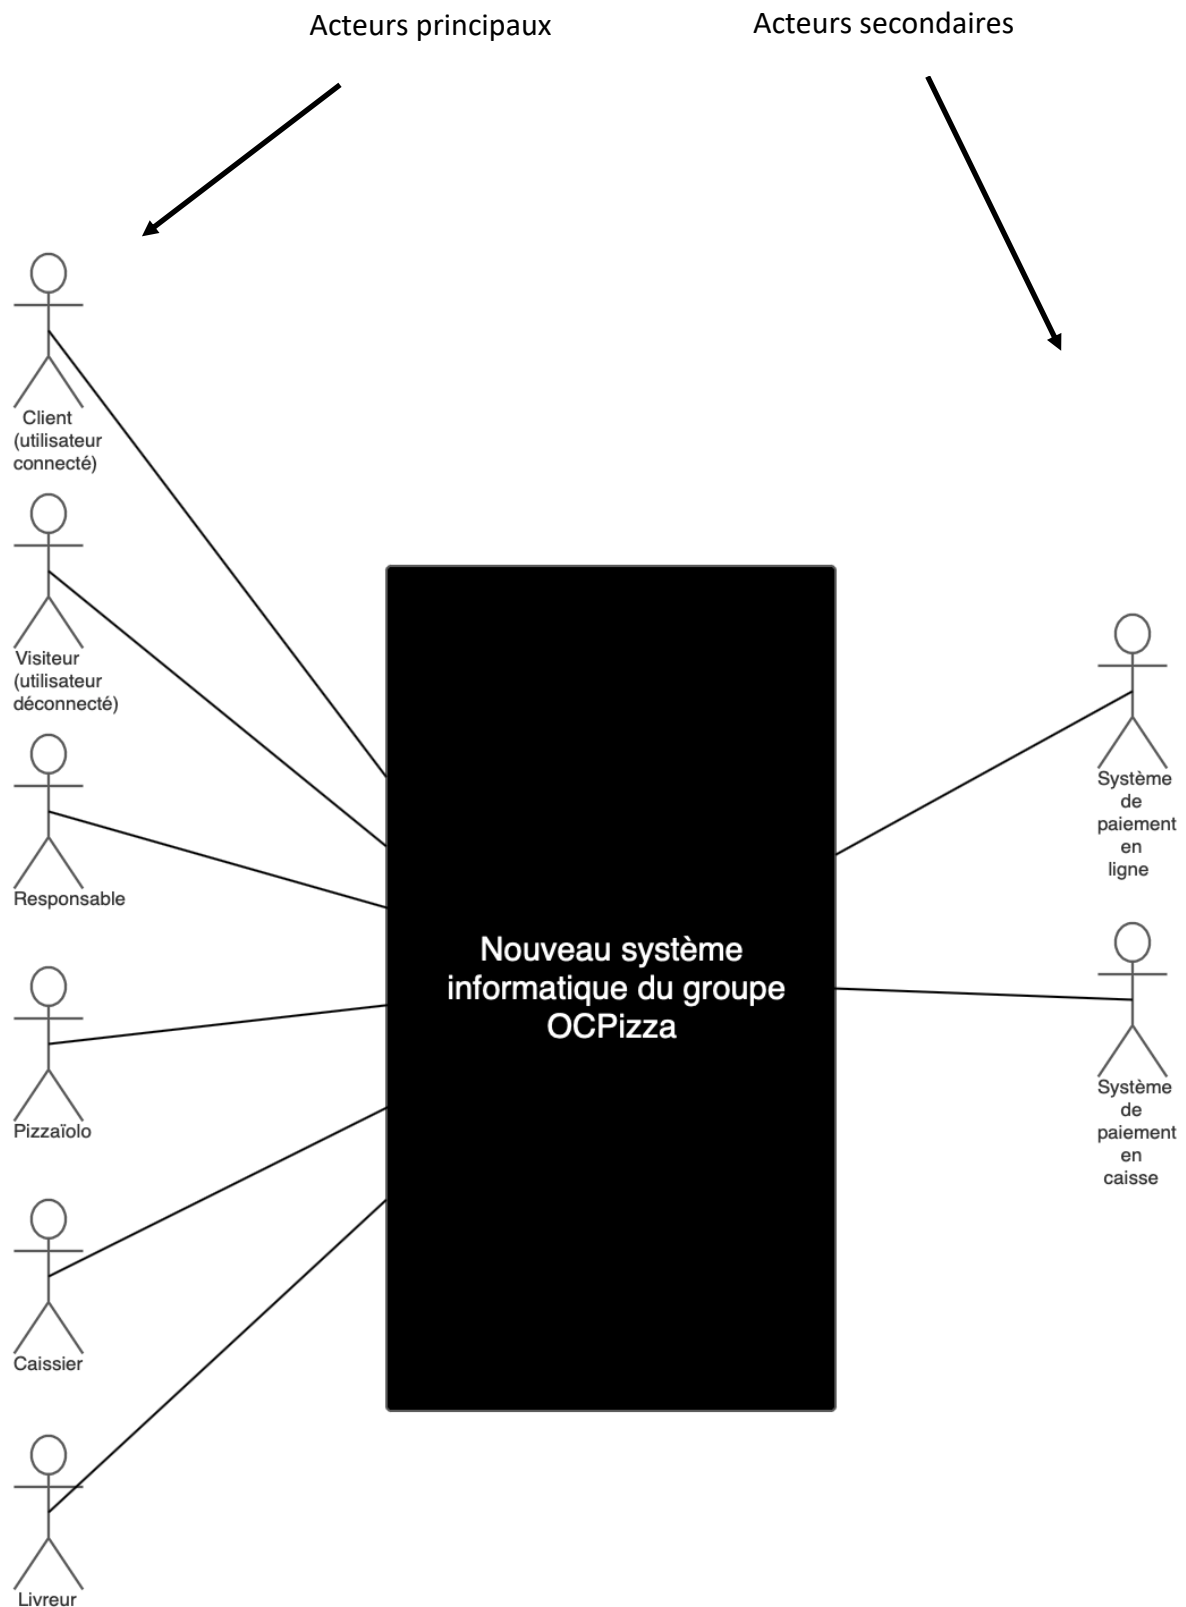 Acteurs principaux
Acteurs secondaires
Client
(utilisateur
connecté)
Visiteur
(utilisateur
déconnecté)
Responsable
Pizzaïolo
Caissier
Livreur
Nouveau système
informatique du groupe
OCPizza
Système
de
paiement
en
ligne
Système
de
paiement
en
caisse